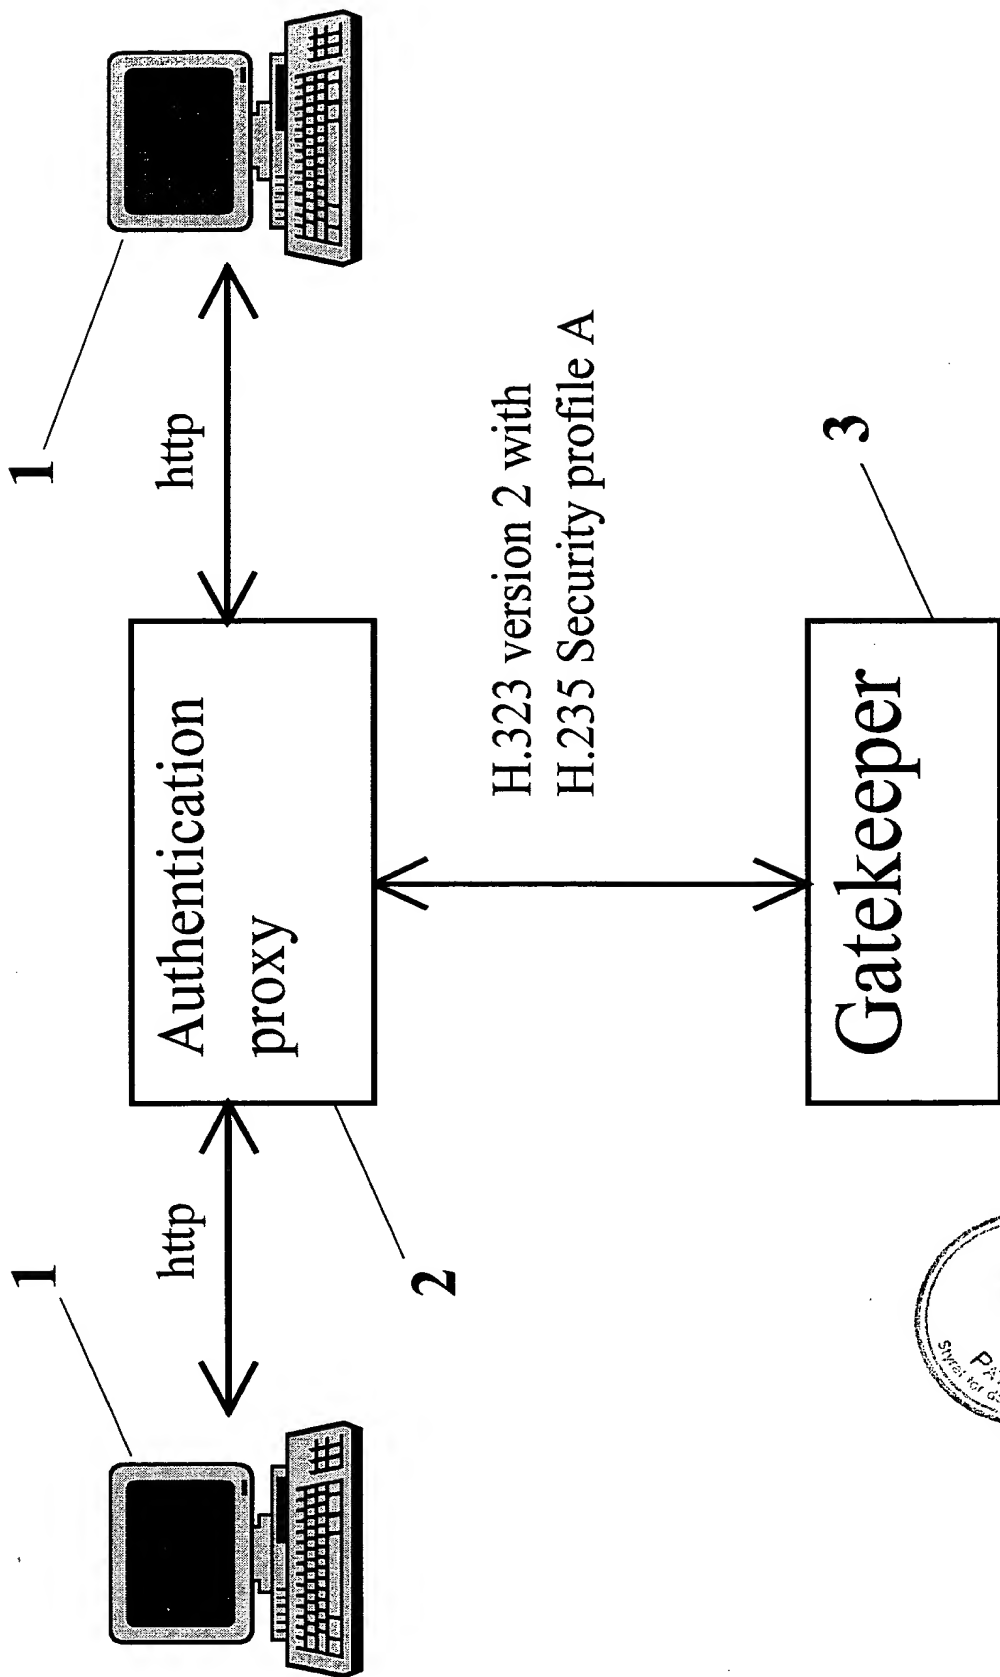 1
1
http
Authentication
proxy
http
2
H.323 version 2 with
H.235 Security profile A
3
Gatekeeper